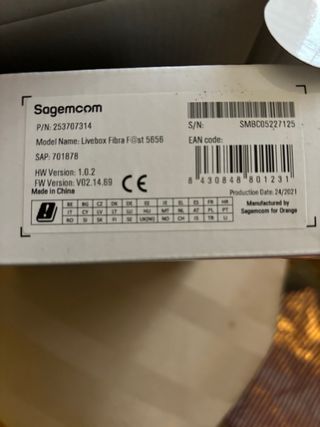 Sagemcom
P/N: 253707314
Model Name: Livebox Fibra F@st 5656
SAP: 701878
HW Version: 1.0.2
FW Version: V02.14.69
Made in China
CE
S/N: SMBC05227125
EAN code:
8 430848 801231
Production Date: 24/2021
Manufactured by
Sagemcom for Orange
BE BG CZ DK DE EE IE EL ES FR HR
IT CY LV LT LU HU MT NL AT PL PT
RO SI SK FI SE UK(NI) NO CH IS TR LI